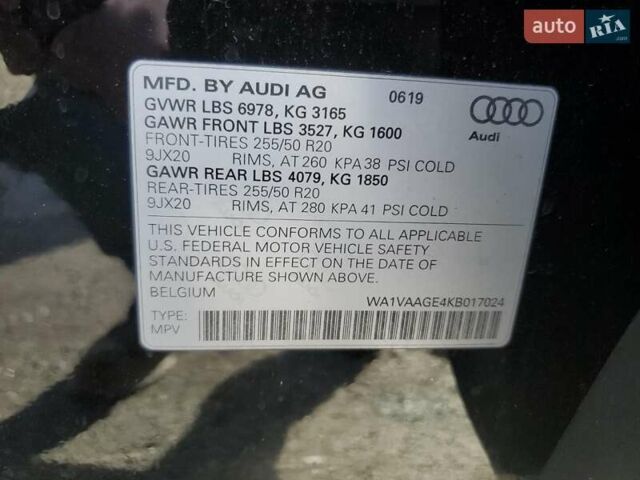 auto RIA.com
MFD. BY AUDI AG 0619
GVWR LBS 6978, KG 3165
GAWR FRONT LBS 3527, KG 1600
FRONT-TIRES 255/50 R20
9JX20 RIMS, AT 260 KPA 38 PSI COLD
GAWR REAR LBS 4079, KG 1850
REAR-TIRES 255/50 R20
9JX20 RIMS, AT 280 KPA 41 PSI COLD
Audi
THIS VEHICLE CONFORMS TO ALL APPLICABLE
U.S. FEDERAL MOTOR VEHICLE SAFETY
STANDARDS IN EFFECT ON THE DATE OF
MANUFACTURE SHOWN ABOVE.
BELGIUM WA1VAAGE4KB017024
TYPE:
MPV